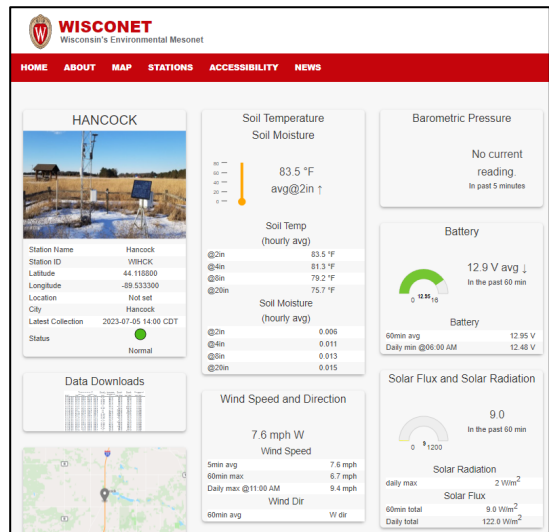 WISCONET
Wisconsin's Environmental Mesonet
HOME ABOUT MAP STATIONS ACCESSIBILITY NEWS
HANCOCK
Station Name Hancock
Station ID WIHCK
Latitude 44.118800
Longitude -89.533300
Location Not set
City Hancock
Latest Collection 2023-07-05 14:00 CDT
Status
Normal
Data Downloads
Soil Temperature
Soil Moisture
80
60
40
20
0
83.5 °F
avg@2in ↑
Soil Temp
(hourly avg)
@2in 83.5 °F
@4in 81.3 °F
@8in 79.2 °F
@20in 75.7 °F
Soil Moisture
(hourly avg)
@2in 0.006
@4in 0.011
@8in 0.013
@20in 0.015
Wind Speed and Direction
7.6 mph W
Wind Speed
5min avg 7.6 mph
60min max 6.7 mph
Daily max @11:00 AM 9.4 mph
Wind Dir
60min avg W dir
Barometric Pressure
No current
reading.
In past 5 minutes
Battery
12.9 V avg ↓
In the past 60 min
0 12.95 16
Battery
60min avg 12.95 V
Daily min @06:00 AM 12.48 V
Solar Flux and Solar Radiation
9.0
In the past 60 min
0 9 1200
Solar Radiation
daily max 2 W/m²
Solar Flux
60min total 9.0 W/m²
Daily total 122.0 W/m²